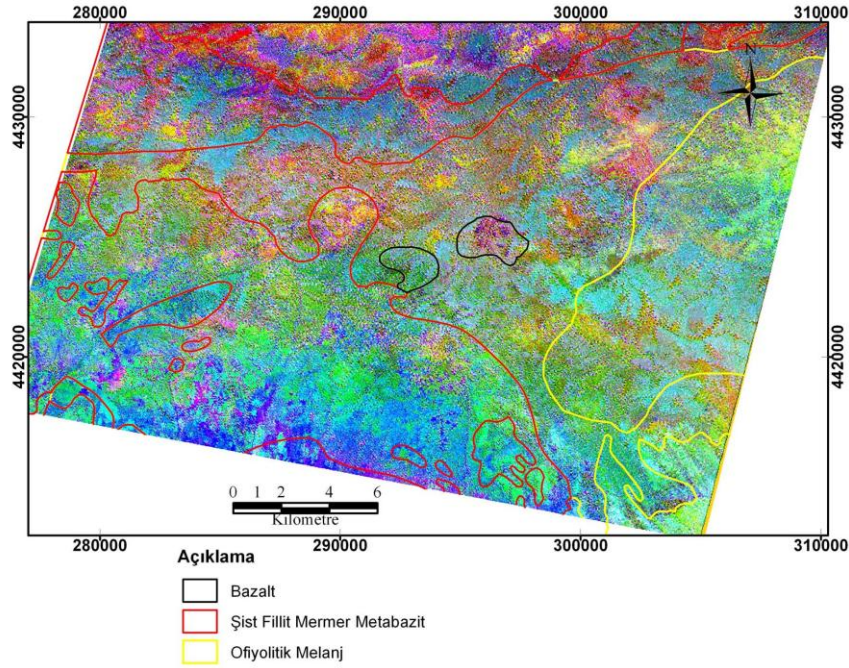 280000 290000 300000 310000
N
4430000 4430000
4420000 4420000
0 1 2 4 6
Kilometre
280000 290000 300000 310000
Açıklama
Bazalt
Şist Fillit Mermer Metabazit
Ofiyolitik Melanj